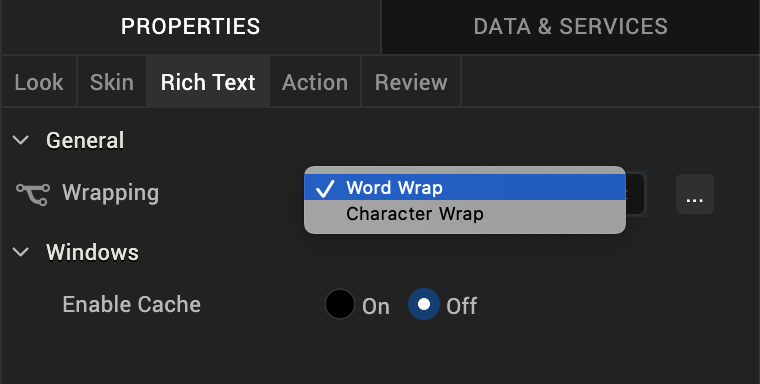 PROPERTIES DATA & SERVICES
Look Skin Rich Text Action Review
General
Wrapping Word Wrap ...
Character Wrap
Windows
Enable Cache On Off